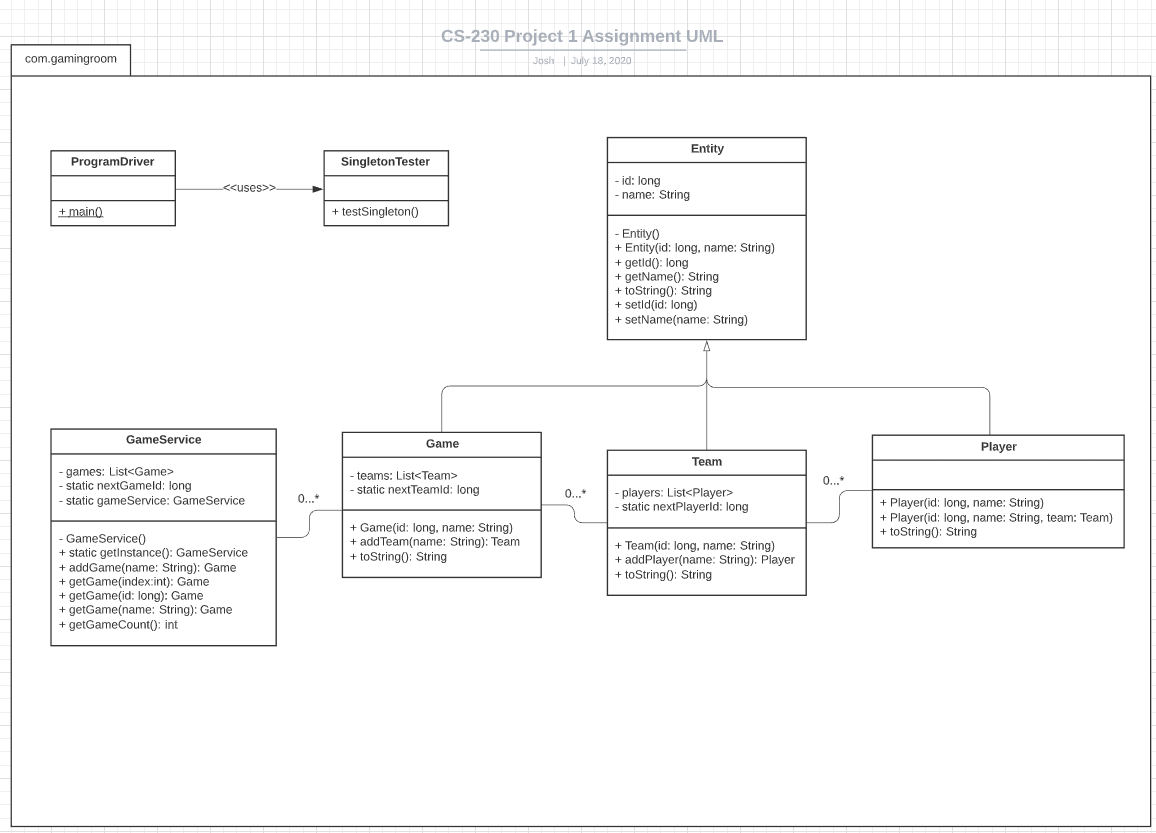 CS-230 Project 1 Assignment UML
Josh | July 18, 2020
com.gamingroom
ProgramDriver
+ main()
<<uses>>
SingletonTester
+ testSingleton()
Entity
- id: long
- name: String
- Entity()
+ Entity(id: long, name: String)
+ getId(): long
+ getName(): String
+ toString(): String
+ setId(id: long)
+ setName(name: String)
GameService
- games: List<Game>
- static nextGameId: long
- static gameService: GameService
- GameService()
+ static getInstance(): GameService
+ addGame(name: String): Game
+ getGame(index:int): Game
+ getGame(id: long): Game
+ getGame(name: String): Game
+ getGameCount(): int
0...*
Game
- teams: List<Team>
- static nextTeamId: long
+ Game(id: long, name: String)
+ addTeam(name: String): Team
+ toString(): String
0...*
Team
- players: List<Player>
- static nextPlayerId: long
+ Team(id: long, name: String)
+ addPlayer(name: String): Player
+ toString(): String
0...*
Player
+ Player(id: long, name: String)
+ Player(id: long, name: String, team: Team)
+ toString(): String